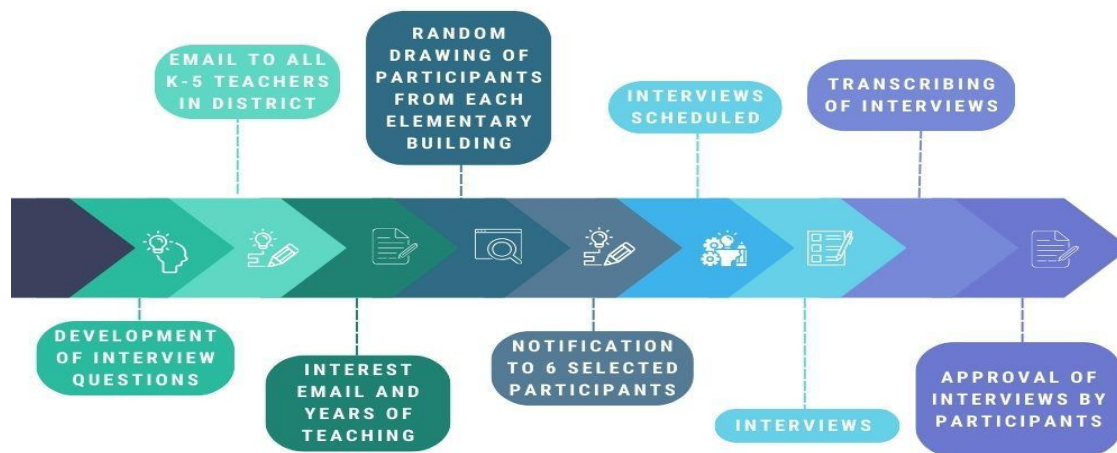 EMAIL TO ALL
K-5 TEACHERS
IN DISTRICT
RANDOM
DRAWING OF
PARTICIPANTS
FROM EACH
ELEMENTARY
BUILDING
INTERVIEWS
SCHEDULED
TRANSCRIBING
OF INTERVIEWS
DEVELOPMENT
OF INTERVIEW
QUESTIONS
INTEREST
EMAIL AND
YEARS OF
TEACHING
NOTIFICATION
TO 6 SELECTED
PARTICIPANTS
INTERVIEWS
APPROVAL OF
INTERVIEWS BY
PARTICIPANTS